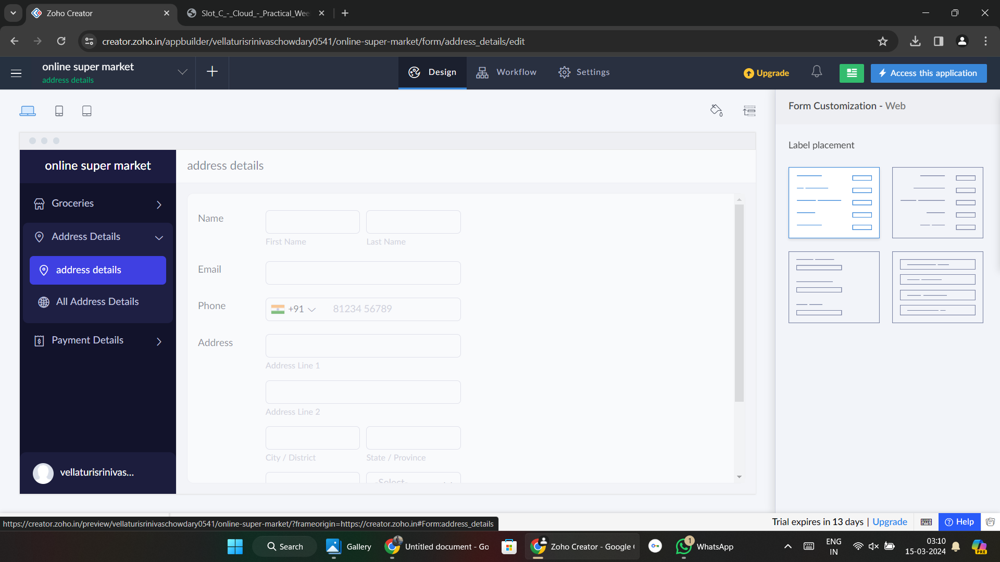 Zoho Creator
Slot_C_-_Cloud_-_Practical_Wee
creator.zoho.in/appbuilder/vellaturisrinivaschowdary0541/online-super-market/form/address_details/edit
online super market
address details
Design
Workflow
Settings
Upgrade
Access this application
Form Customization - Web
Label placement
online super market
address details
Groceries
Address Details
address details
All Address Details
Payment Details
vellaturisrinivas...
Name
First Name
Last Name
Email
Phone
+91
81234 56789
Address
Address Line 1
Address Line 2
City / District
State / Province
-Select-
https://creator.zoho.in/preview/vellaturisrinivaschowdary0541/online-super-market/?frameorigin=https://creator.zoho.in#Form:address_details
Trial expires in 13 days | Upgrade
Help
Search
Gallery
Untitled document - Go
Zoho Creator - Google
1
WhatsApp
ENG
IN
03:10
15-03-2024
PRE